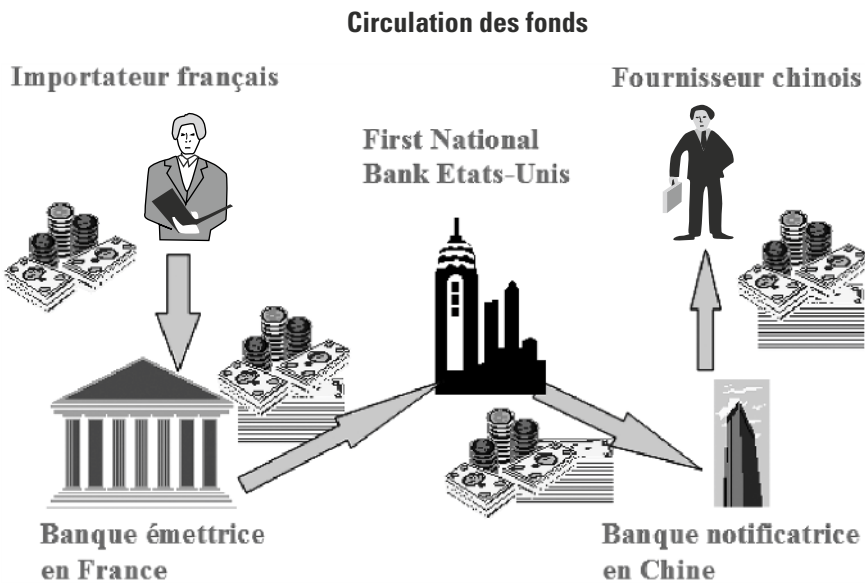 Circulation des fonds
Importateur français
Fournisseur chinois
First National
Bank Etats-Unis
Banque émettrice
en France
Banque notificatrice
en Chine